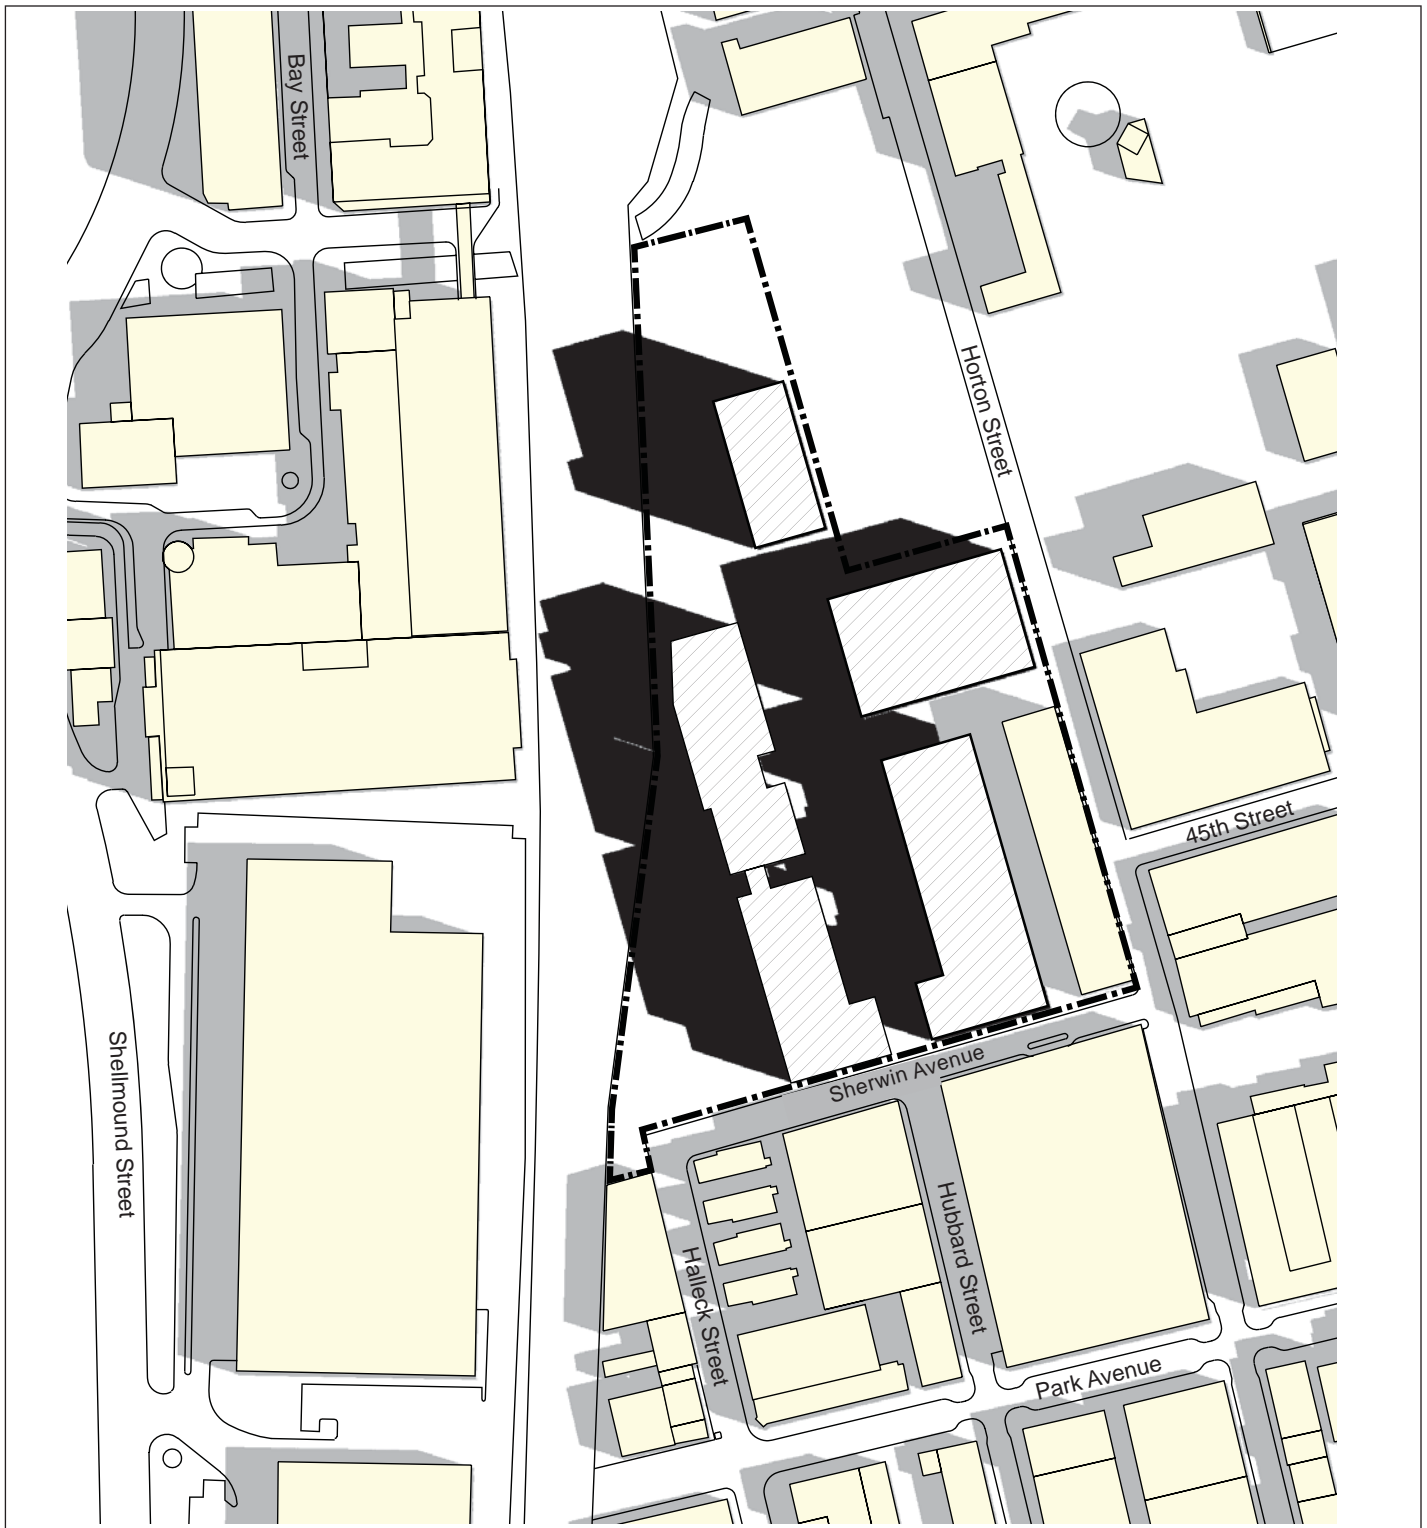 Bay Street
Horton Street
45th Street
Shellmound Street
Sherwin Avenue
Hubbard Street
Halleck Street
Park Avenue